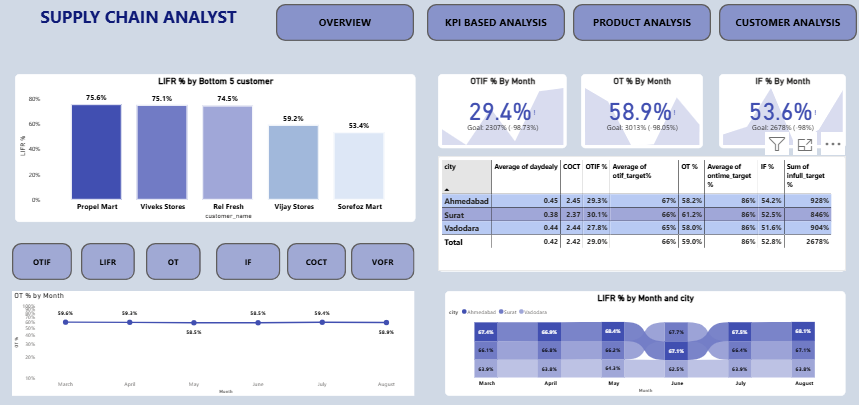 SUPPLY CHAIN ANALYST
OVERVIEW
KPI BASED ANALYSIS
PRODUCT ANALYSIS
CUSTOMER ANALYSIS
LIFR % by Bottom 5 customer
LIFR %
80%
60%
40%
20%
0%
75.6%
75.1%
74.5%
59.2%
53.4%
Propel Mart
Viveks Stores
Rel Fresh
Vijay Stores
Sorefoz Mart
customer_name
OTIF % By Month
29.4%!
Goal: 2307% (-98.73%)
OT % By Month
58.9%!
Goal: 3013% (-98.05%)
IF % By Month
53.6%!
Goal: 2678% (-98%)
city Average of daydealy COCT OTIF % Average of otif_target% OT % Average of ontime_tearget % IF % Sum of infull_target %
Ahmedabad 0.45 2.45 29.3% 67% 58.2% 86% 54.2% 928%
Surat 0.38 2.37 30.1% 66% 61.2% 86% 52.5% 846%
Vadodara 0.44 2.44 27.8% 65% 58.0% 86% 51.6% 904%
Total 0.42 2.42 29.0% 66% 59.0% 86% 52.8% 2678%
OTIF
LIFR
OT
IF
COCT
VOFR
OT % by Month
OT %
100%
60%
50%
40%
30%
20%
10%
59.6%
59.3%
58.5%
58.5%
59.4%
58.9%
March
April
May
June
July
August
Month
LIFR % by Month and city
city Ahmedabad Surat Vadodara
67.4% 66.9% 68.4% 67.7% 67.5% 68.1%
66.1% 66.8% 66.2% 67.1% 66.4% 67.1%
63.9% 63.8% 64.3% 62.5% 63.8% 63.8%
March
April
May
June
July
August
Month